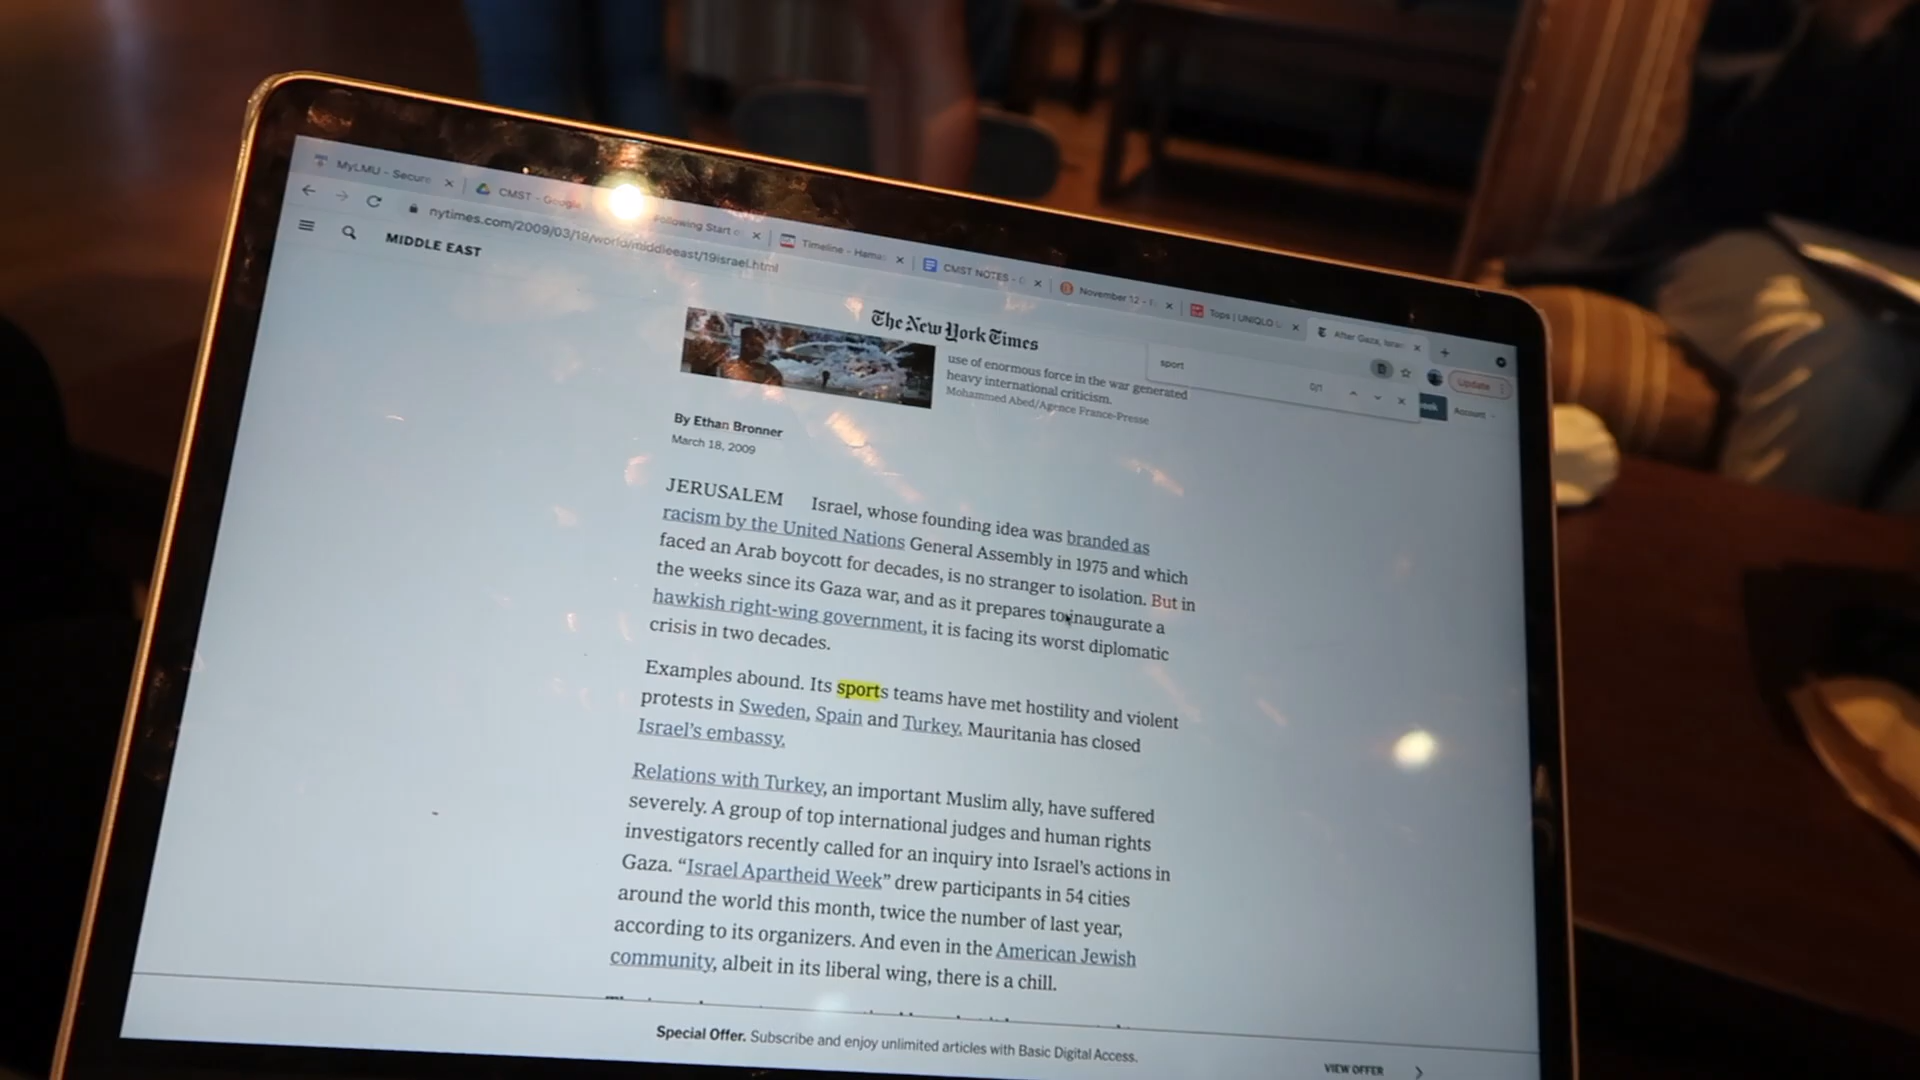 MyLMU - Secure
CMST - Google
Following Start o
Timeline - Hamas
CMST NOTES - G
November 12 - 1
Tops | UNIQLO U
After Gaza, Israe
nytimes.com/2009/03/19/world/middleeast/19israel.html
Update
MIDDLE EAST
The New York Times
sport
0/1
Account
use of enormous force in the war generated
heavy international criticism.
Mohammed Abed/Agence France-Presse
By Ethan Bronner
March 18, 2009
JERUSALEM Israel, whose founding idea was branded as
racism by the United Nations General Assembly in 1975 and which
faced an Arab boycott for decades, is no stranger to isolation. But in
the weeks since its Gaza war, and as it prepares to inaugurate a
hawkish right-wing government, it is facing its worst diplomatic
crisis in two decades.
Examples abound. Its sports teams have met hostility and violent
protests in Sweden, Spain and Turkey. Mauritania has closed
Israel's embassy.
Relations with Turkey, an important Muslim ally, have suffered
severely. A group of top international judges and human rights
investigators recently called for an inquiry into Israel's actions in
Gaza. “Israel Apartheid Week” drew participants in 54 cities
around the world this month, twice the number of last year,
according to its organizers. And even in the American Jewish
community, albeit in its liberal wing, there is a chill.
Special Offer. Subscribe and enjoy unlimited articles with Basic Digital Access.
VIEW OFFER